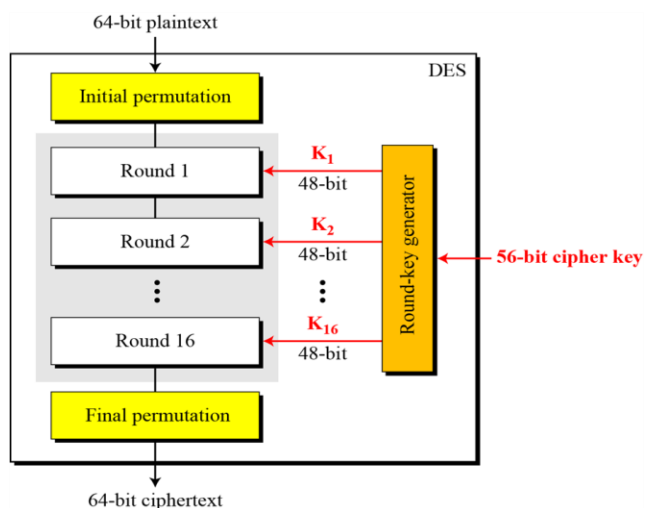 64-bit plaintext
DES
Initial permutation
Round 1
K₁
48-bit
Round 2
K₂
48-bit
Round-key generator
56-bit cipher key
Round 16
K₁₆
48-bit
Final permutation
64-bit ciphertext